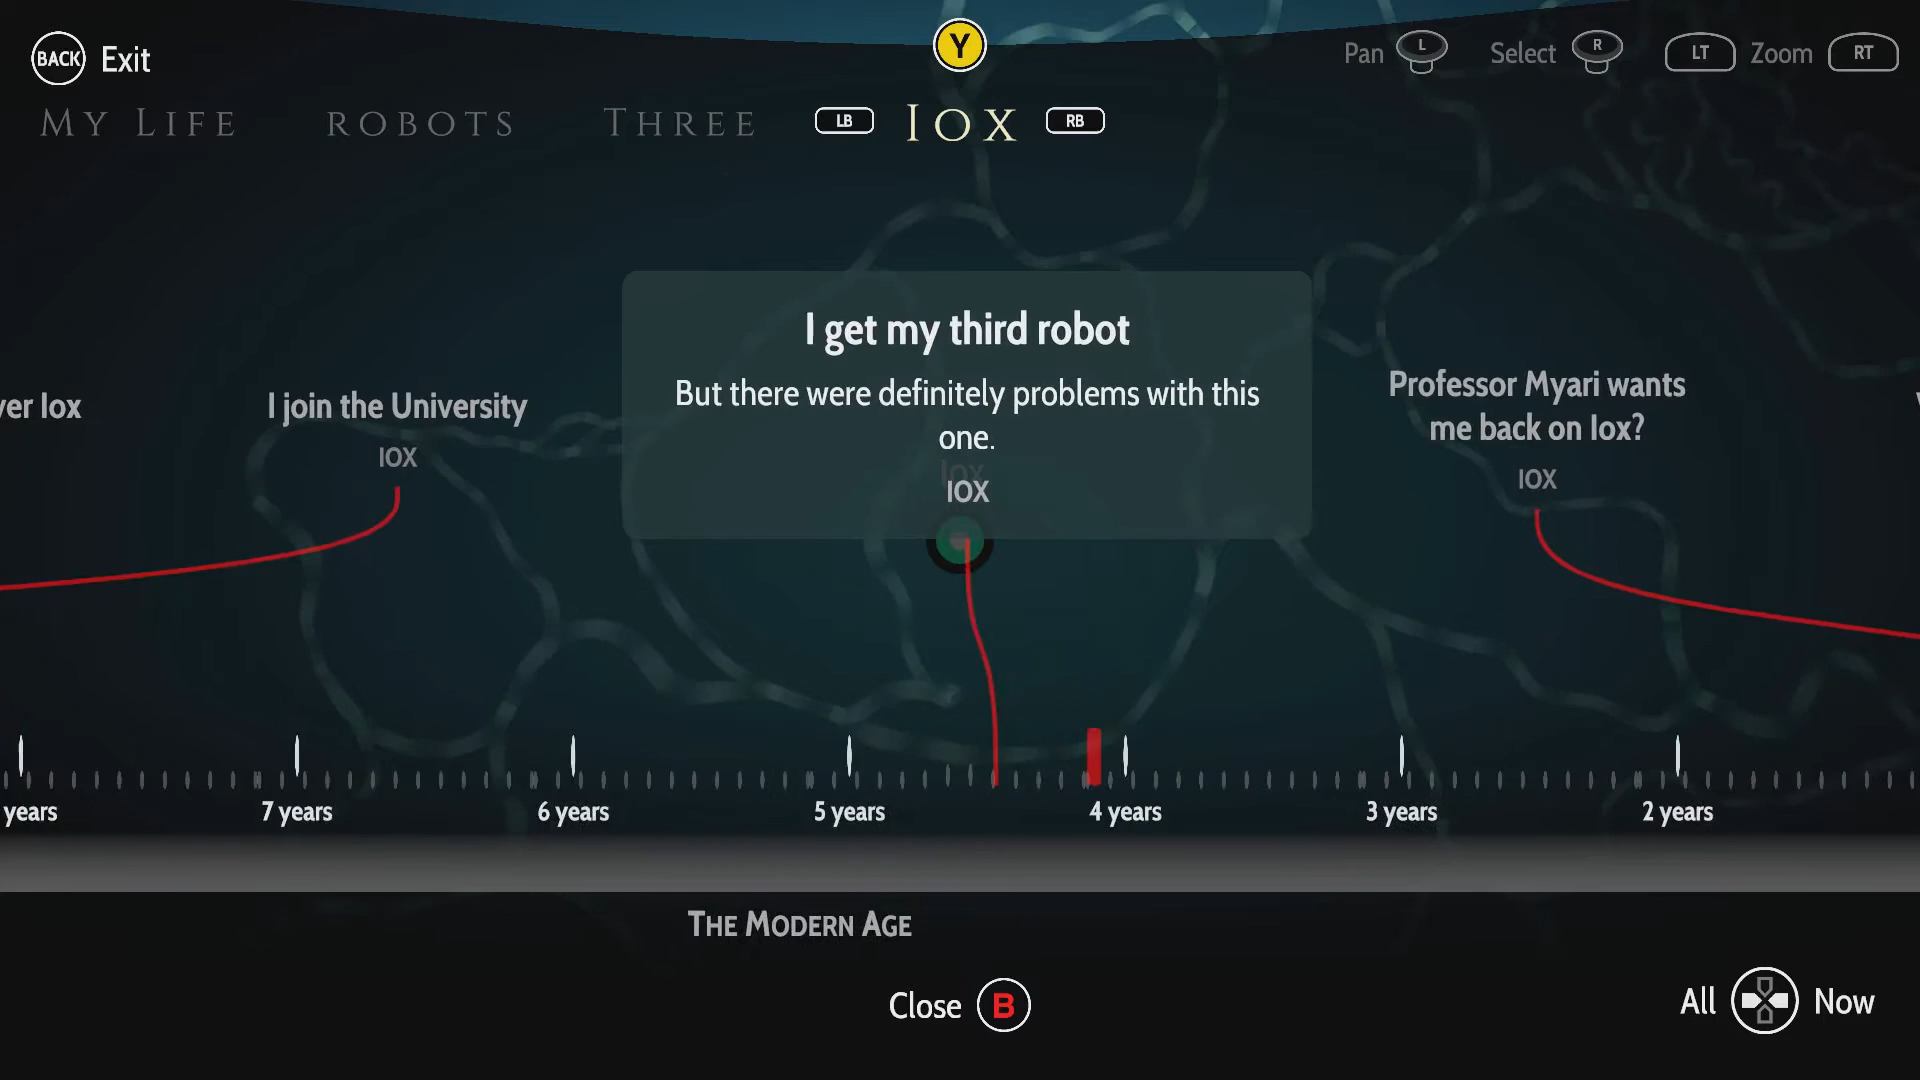 BACK Exit
Y
Pan L Select R LT Zoom RT
MY LIFE ROBOTS THREE LB IOX RB
I get my third robot
But there were definitely problems with this
one.
IOX
IOX
ver Iox
I join the University
IOX
Professor Myari wants
me back on Iox?
IOX
years 7 years 6 years 5 years 4 years 3 years 2 years
THE MODERN AGE
Close B
All Now